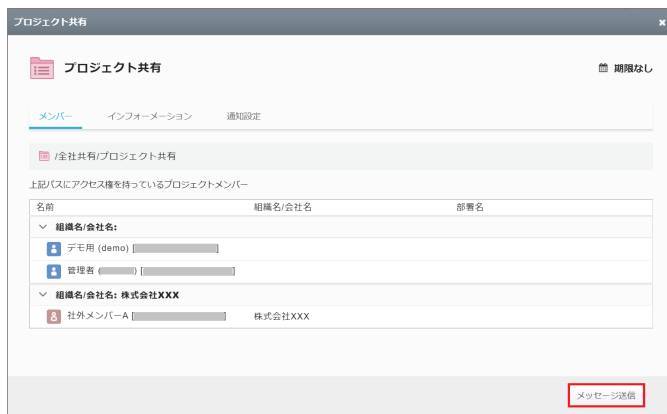 プロジェクト共有
プロジェクト共有
期限なし
メンバー インフォーメーション 通知設定
/全社共有/プロジェクト共有
上記パスにアクセス権を持っているプロジェクトメンバー
名前 組織名/会社名 部署名
組織名/会社名:
デモ用 (demo) [ ]
管理者 ( ) [ ]
組織名/会社名: 株式会社XXX
社外メンバーA [ ] 株式会社XXX
メッセージ送信